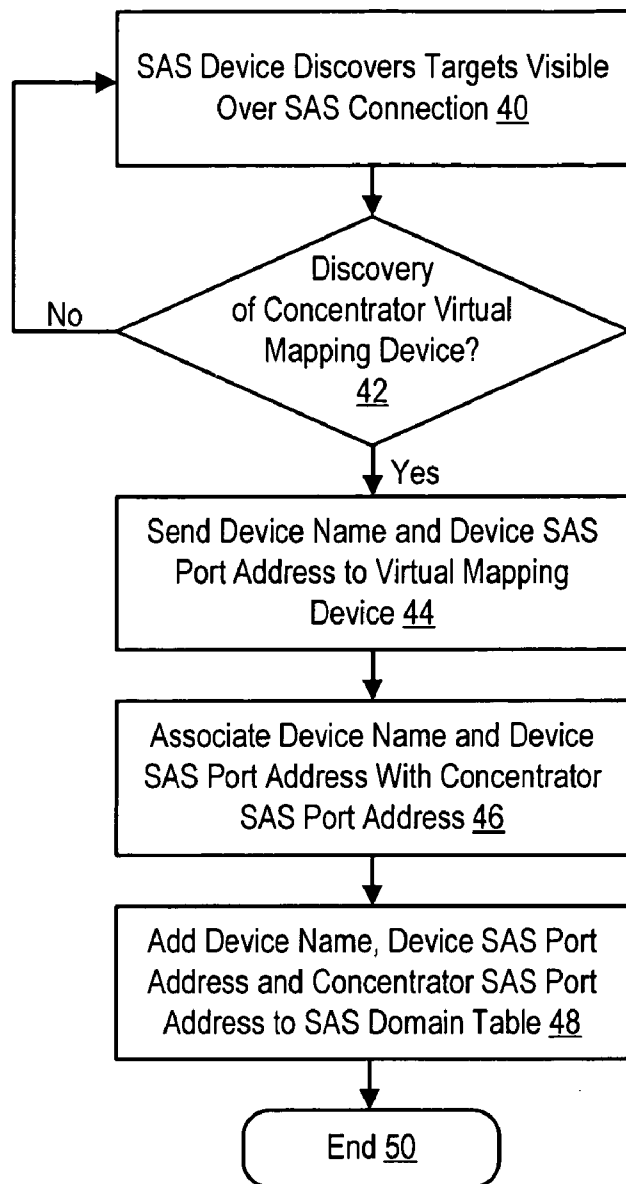 SAS Device Discovers Targets Visible
Over SAS Connection 40
Discovery
of Concentrator Virtual
Mapping Device?
42
No
Yes
Send Device Name and Device SAS
Port Address to Virtual Mapping
Device 44
Associate Device Name and Device
SAS Port Address With Concentrator
SAS Port Address 46
Add Device Name, Device SAS Port
Address and Concentrator SAS Port
Address to SAS Domain Table 48
End 50